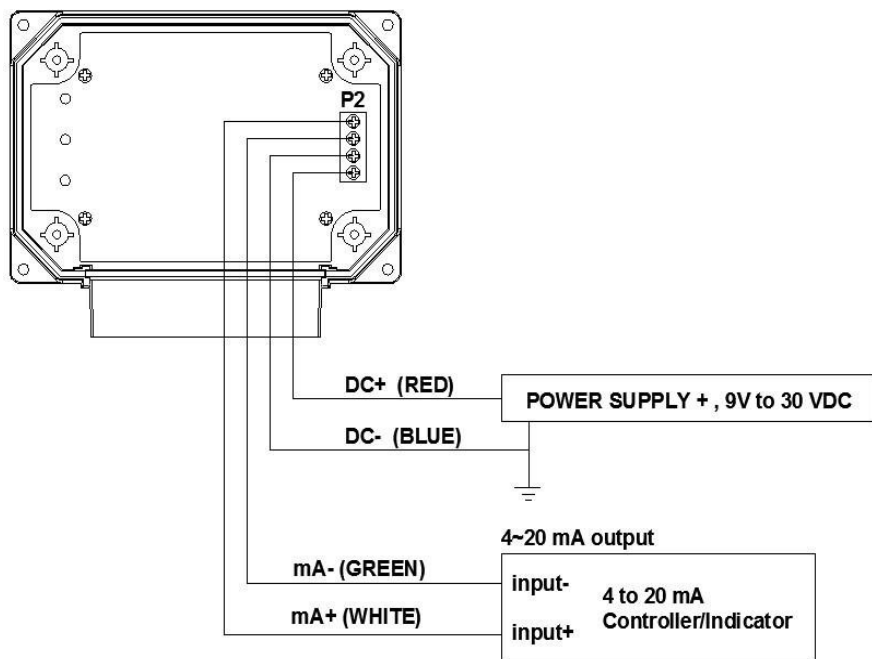 P2
DC+ (RED)
POWER SUPPLY + , 9V to 30 VDC
DC- (BLUE)
4~20 mA output
mA- (GREEN)
input-
4 to 20 mA
Controller/Indicator
mA+ (WHITE)
input+